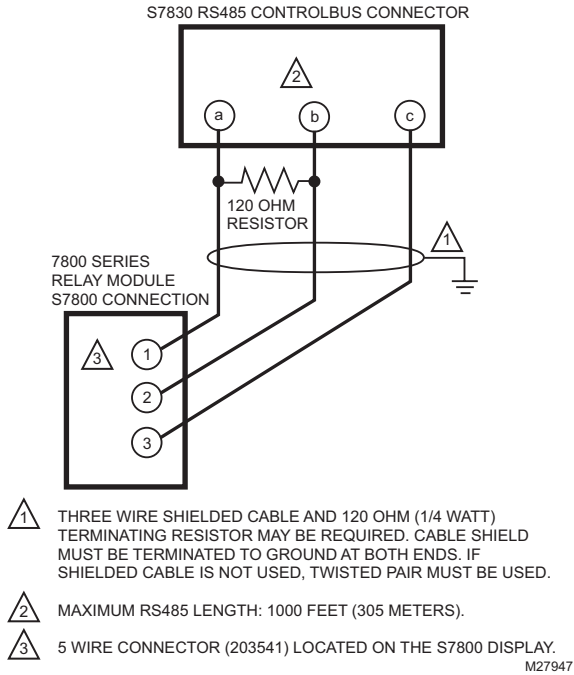 S7830 RS485 CONTROLBUS CONNECTOR
2
a b c
120 OHM
RESISTOR
1
7800 SERIES
RELAY MODULE
S7800 CONNECTION
3
1
2
3
1 THREE WIRE SHIELDED CABLE AND 120 OHM (1/4 WATT)
TERMINATING RESISTOR MAY BE REQUIRED. CABLE SHIELD
MUST BE TERMINATED TO GROUND AT BOTH ENDS. IF
SHIELDED CABLE IS NOT USED, TWISTED PAIR MUST BE USED.
2 MAXIMUM RS485 LENGTH: 1000 FEET (305 METERS).
3 5 WIRE CONNECTOR (203541) LOCATED ON THE S7800 DISPLAY.
M27947